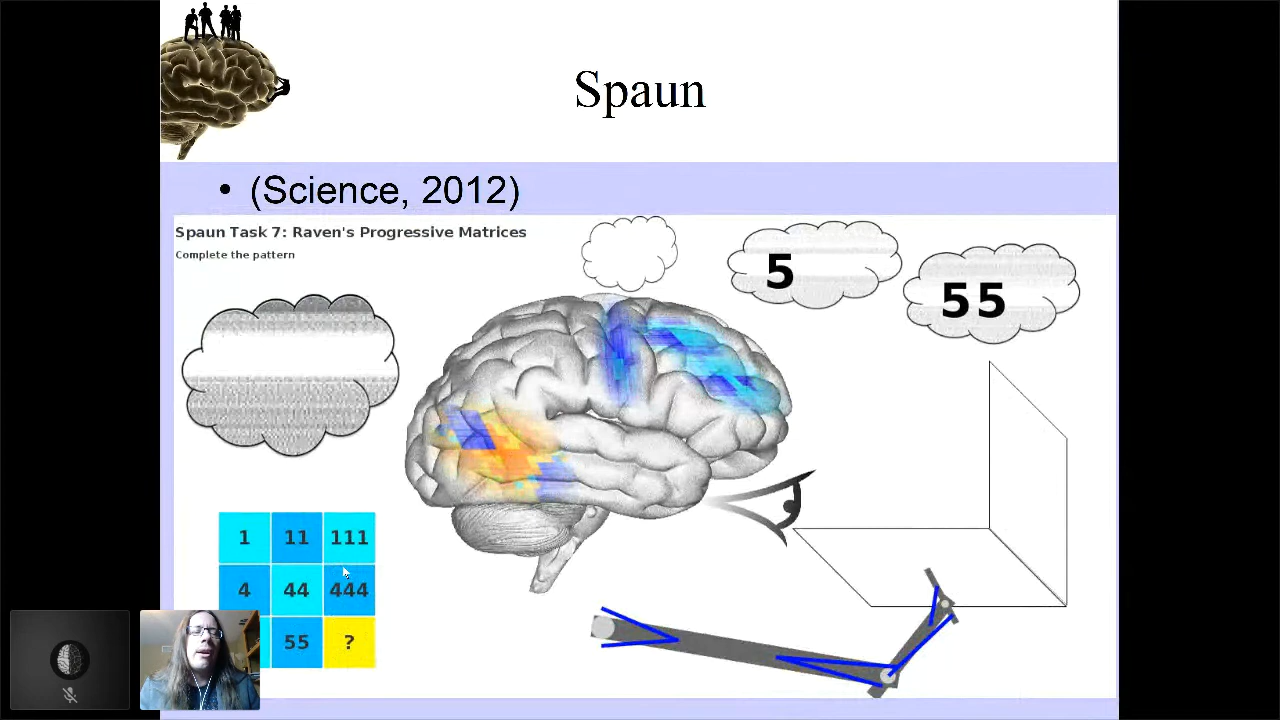 Spaun
• (Science, 2012)
Spaun Task 7: Raven's Progressive Matrices
Complete the pattern
5
55
1 11 111
4 44 444
55 ?